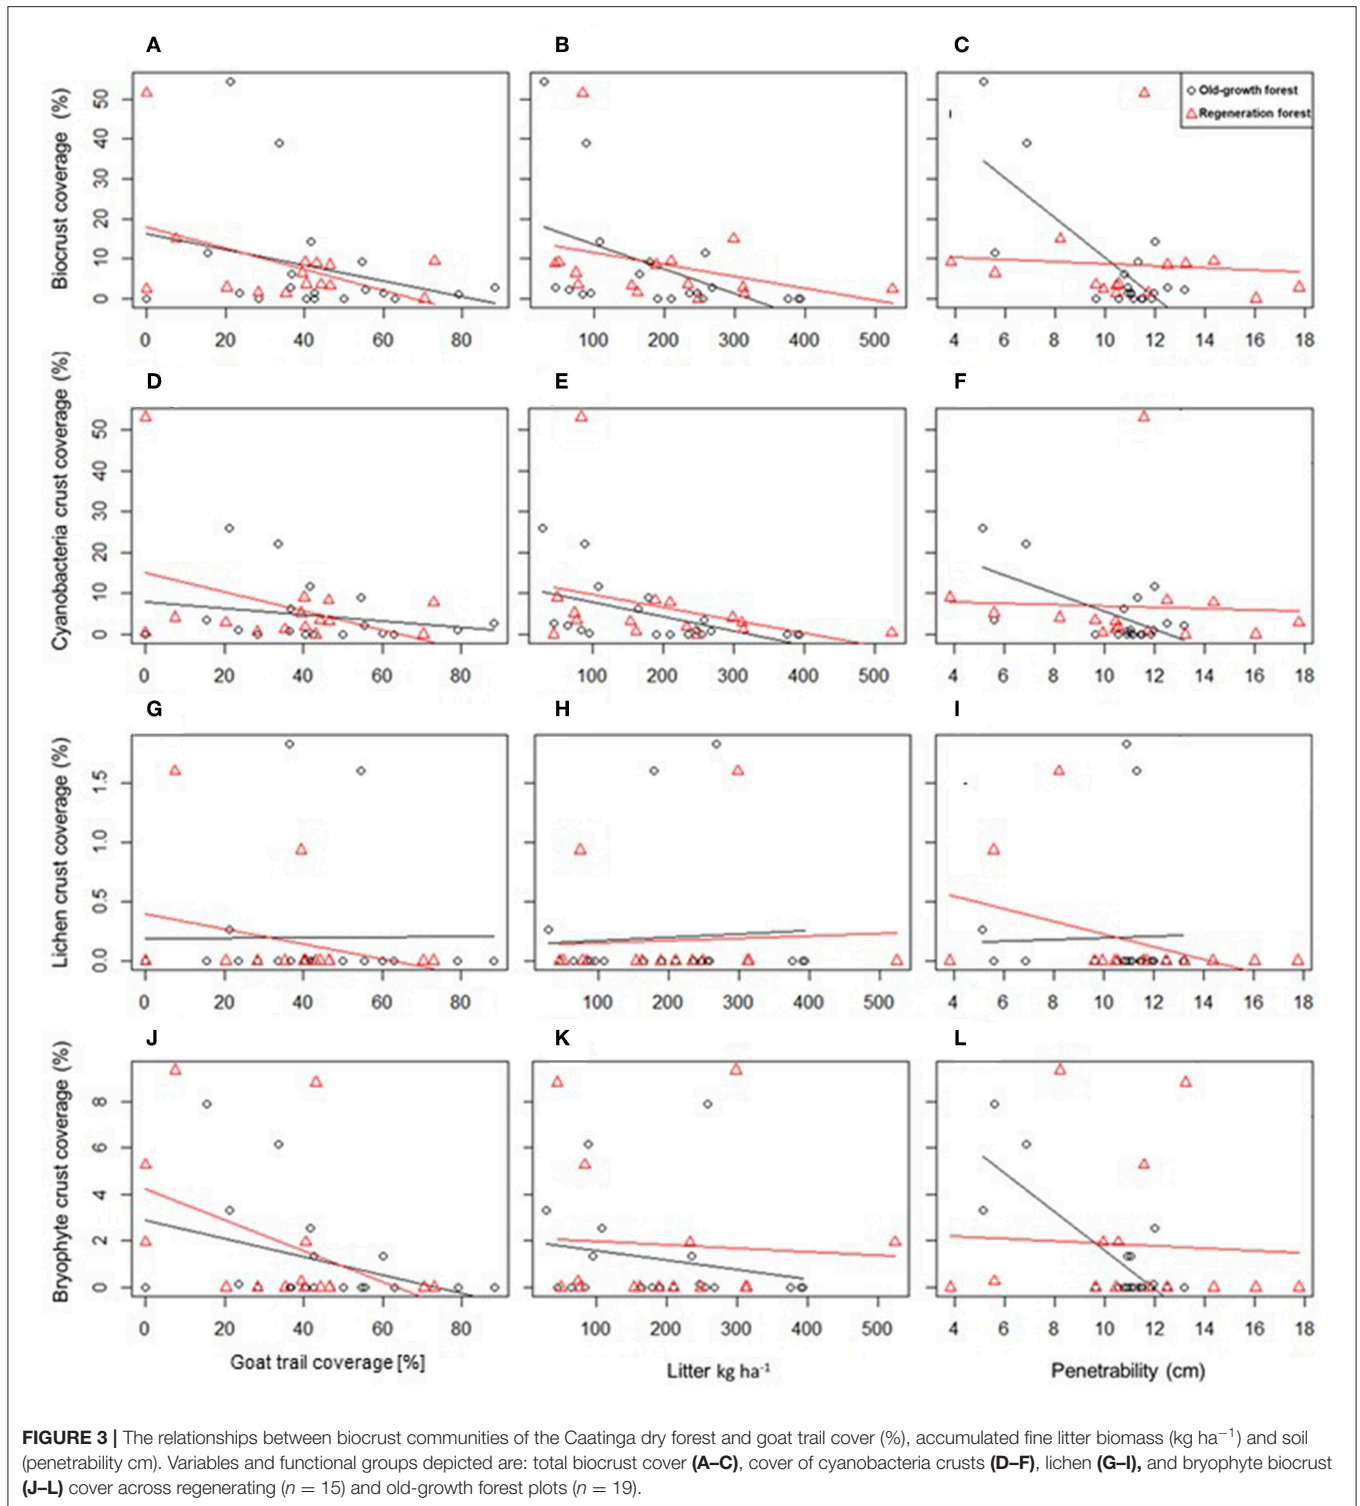 A
B
C
Biocrust coverage (%)
50
40
30
20
10
0
Old-growth forest
Regeneration forest
0 20 40 60 80
100 200 300 400 500
4 6 8 10 12 14 16 18
D
E
F
Cyanobacteria crust coverage (%)
50
40
30
20
10
0
0 20 40 60 80
100 200 300 400 500
4 6 8 10 12 14 16 18
G
H
I
Lichen crust coverage (%)
1.5
1.0
0.5
0.0
0 20 40 60 80
100 200 300 400 500
4 6 8 10 12 14 16 18
J
K
L
Bryophyte crust coverage (%)
8
6
4
2
0
0 20 40 60 80
100 200 300 400 500
4 6 8 10 12 14 16 18
Goat trail coverage [%]
Litter kg ha⁻¹
Penetrability (cm)
FIGURE 3 | The relationships between biocrust communities of the Caatinga dry forest and goat trail cover (%), accumulated fine litter biomass (kg ha⁻¹) and soil
(penetrability cm). Variables and functional groups depicted are: total biocrust cover (A–C), cover of cyanobacteria crusts (D–F), lichen (G–I), and bryophyte biocrust
(J–L) cover across regenerating (n = 15) and old-growth forest plots (n = 19).